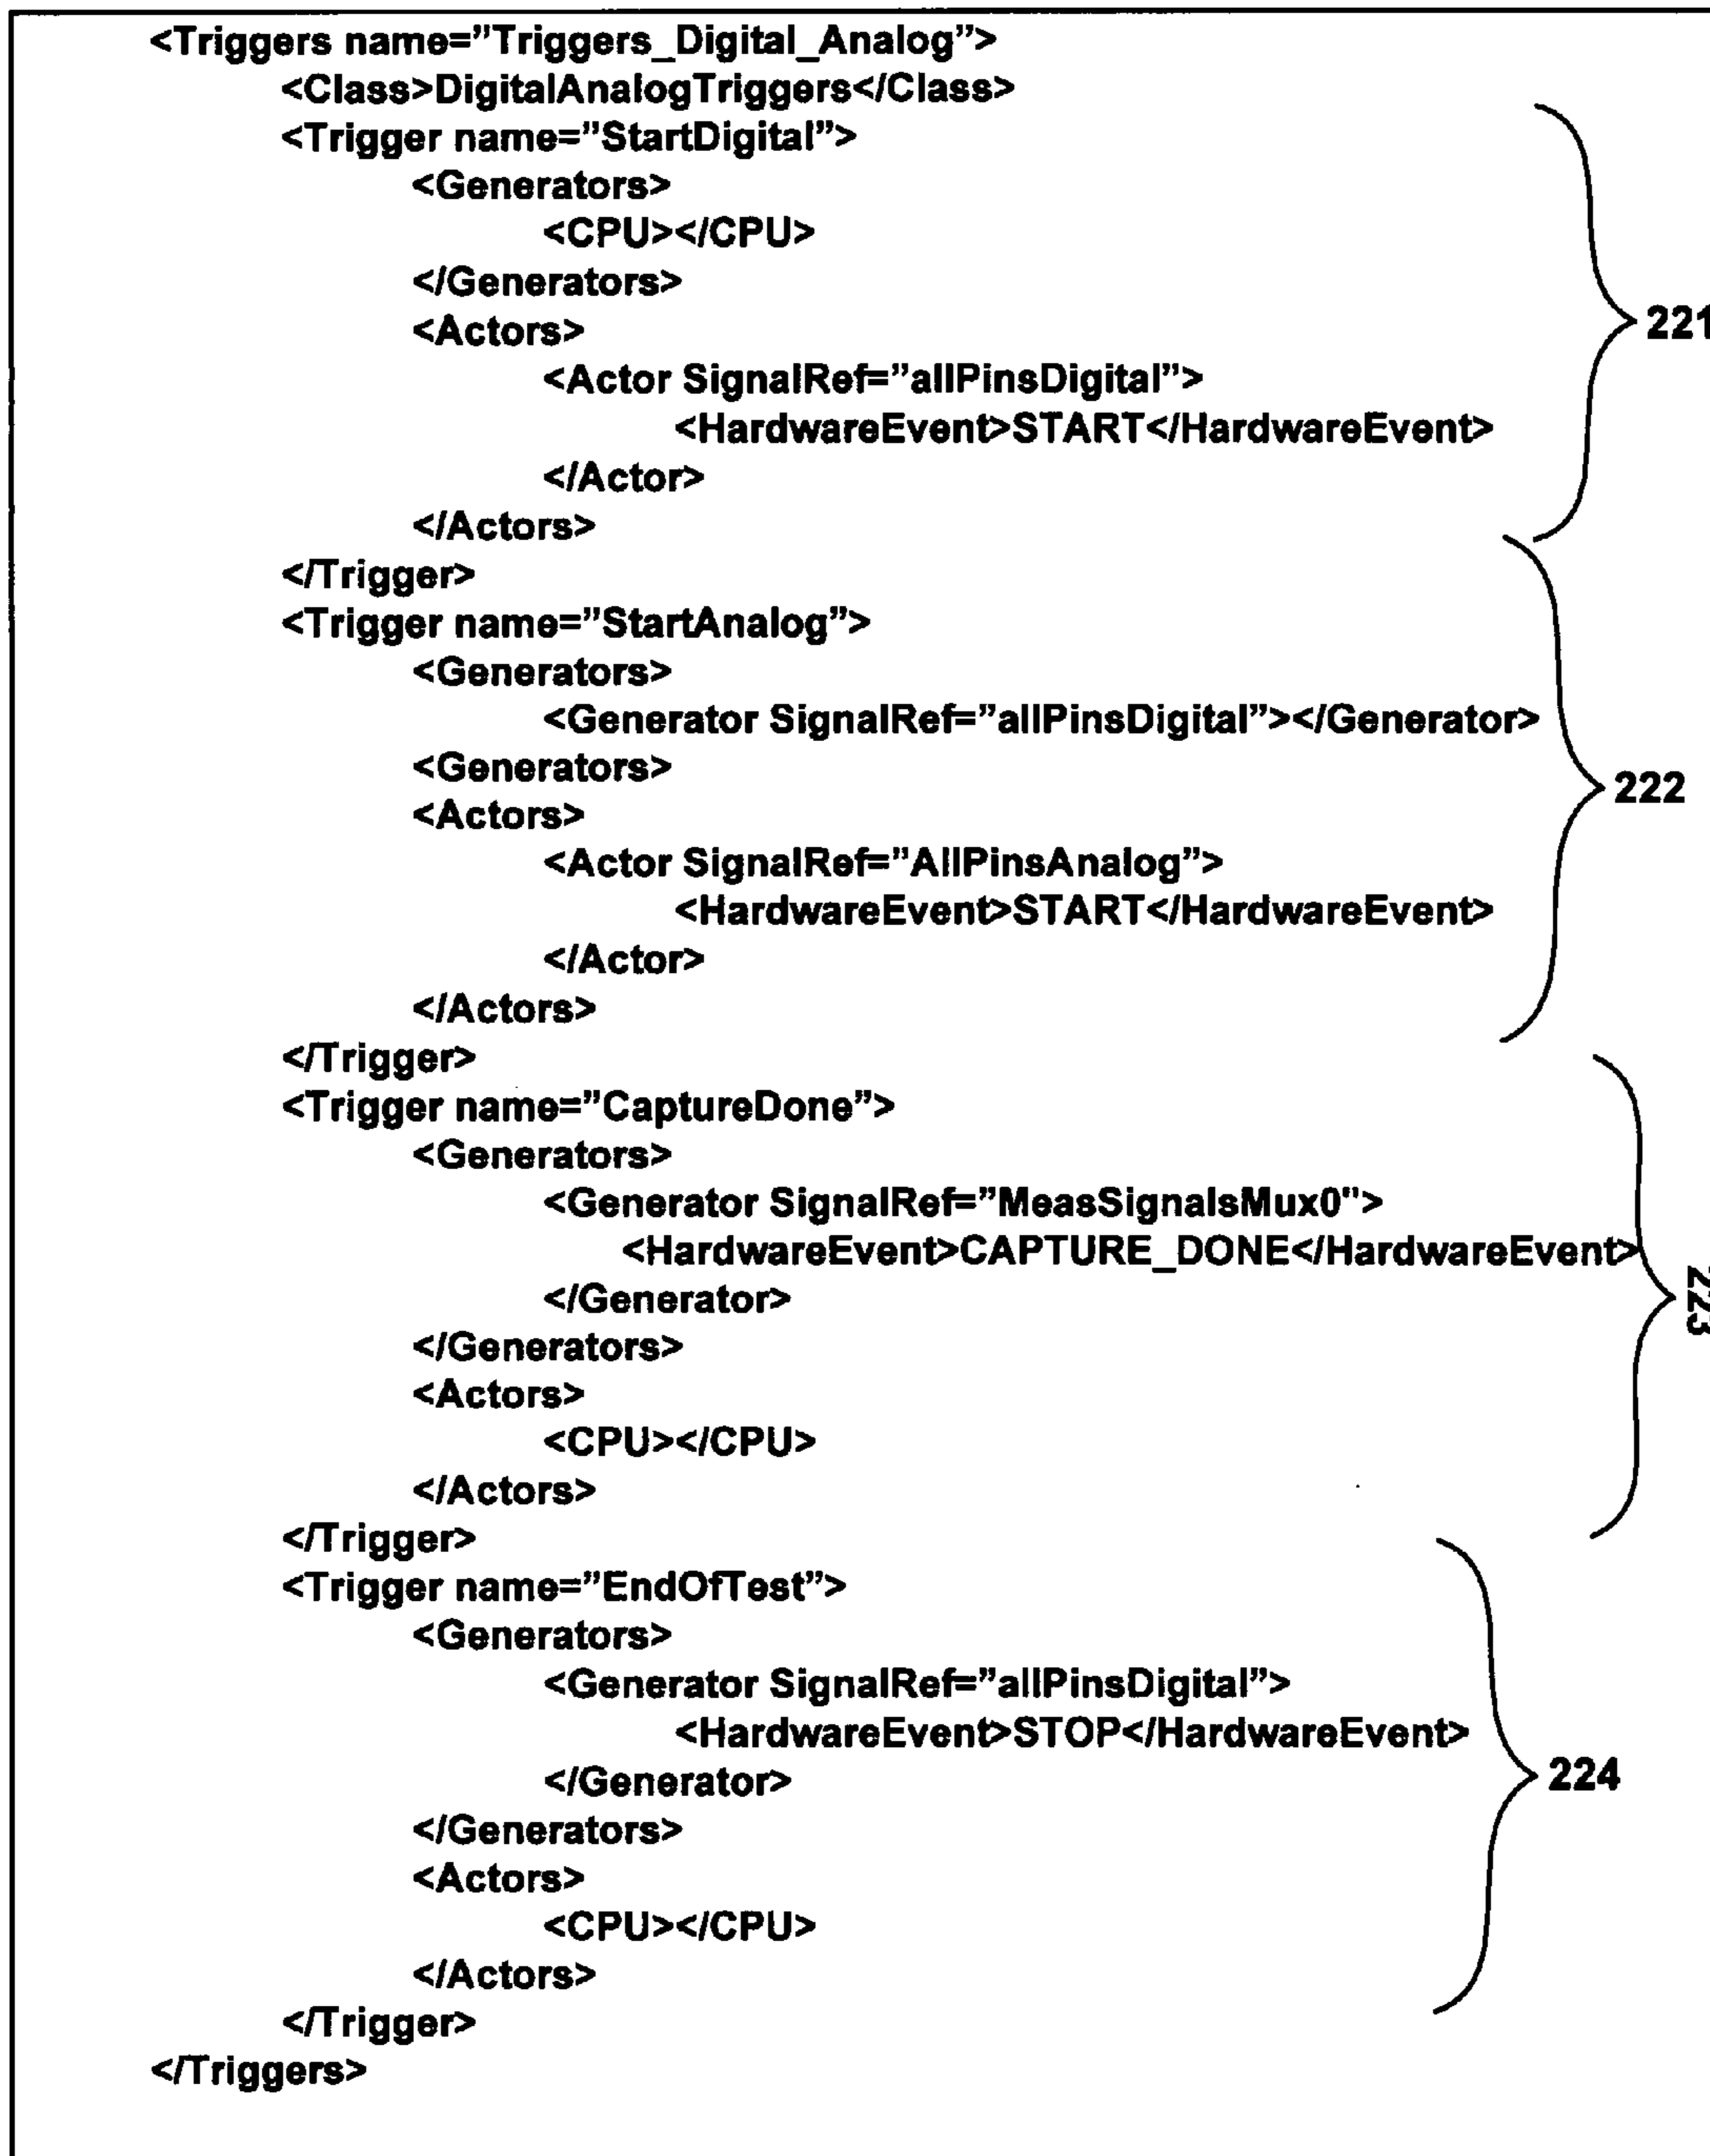 <Triggers name=”Triggers_Digital_Analog”>
<Class>DigitalAnalogTriggers</Class>
<Trigger name=”StartDigital”>
<Generators>
<CPU></CPU>
</Generators>
<Actors>
<Actor SignalRef=”allPinsDigital”>
<HardwareEvent>START</HardwareEvent>
</Actor>
</Actors>
</Trigger>
221
<Trigger name=”StartAnalog”>
<Generators>
<Generator SignalRef=”allPinsDigital”></Generator>
<Generators>
<Actors>
<Actor SignalRef=”AllPinsAnalog”>
<HardwareEvent>START</HardwareEvent>
</Actor>
</Actors>
</Trigger>
222
<Trigger name=”CaptureDone”>
<Generators>
<Generator SignalRef=”MeasSignalsMux0”>
<HardwareEvent>CAPTURE_DONE</HardwareEvent>
</Generator>
</Generators>
<Actors>
<CPU></CPU>
</Actors>
</Trigger>
223
<Trigger name=”EndOfTest”>
<Generators>
<Generator SignalRef=”allPinsDigital”>
<HardwareEvent>STOP</HardwareEvent>
</Generator>
</Generators>
<Actors>
<CPU></CPU>
</Actors>
</Trigger>
224
</Triggers>